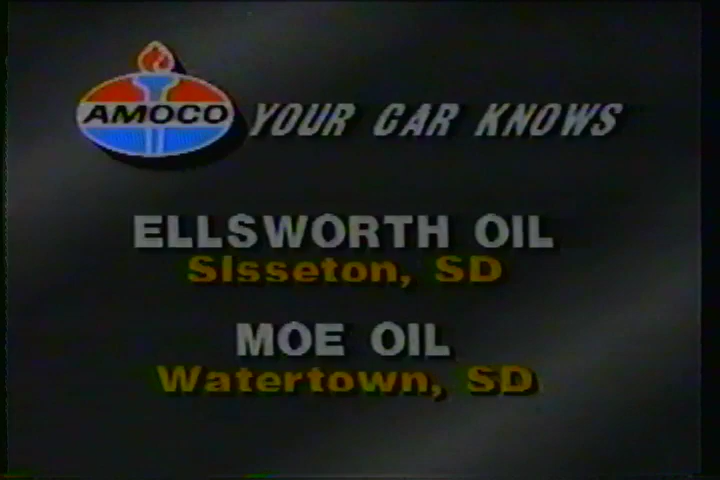 AMOCO YOUR CAR KNOWS
ELLSWORTH OIL
Sisseton, SD
MOE OIL
Watertown, SD